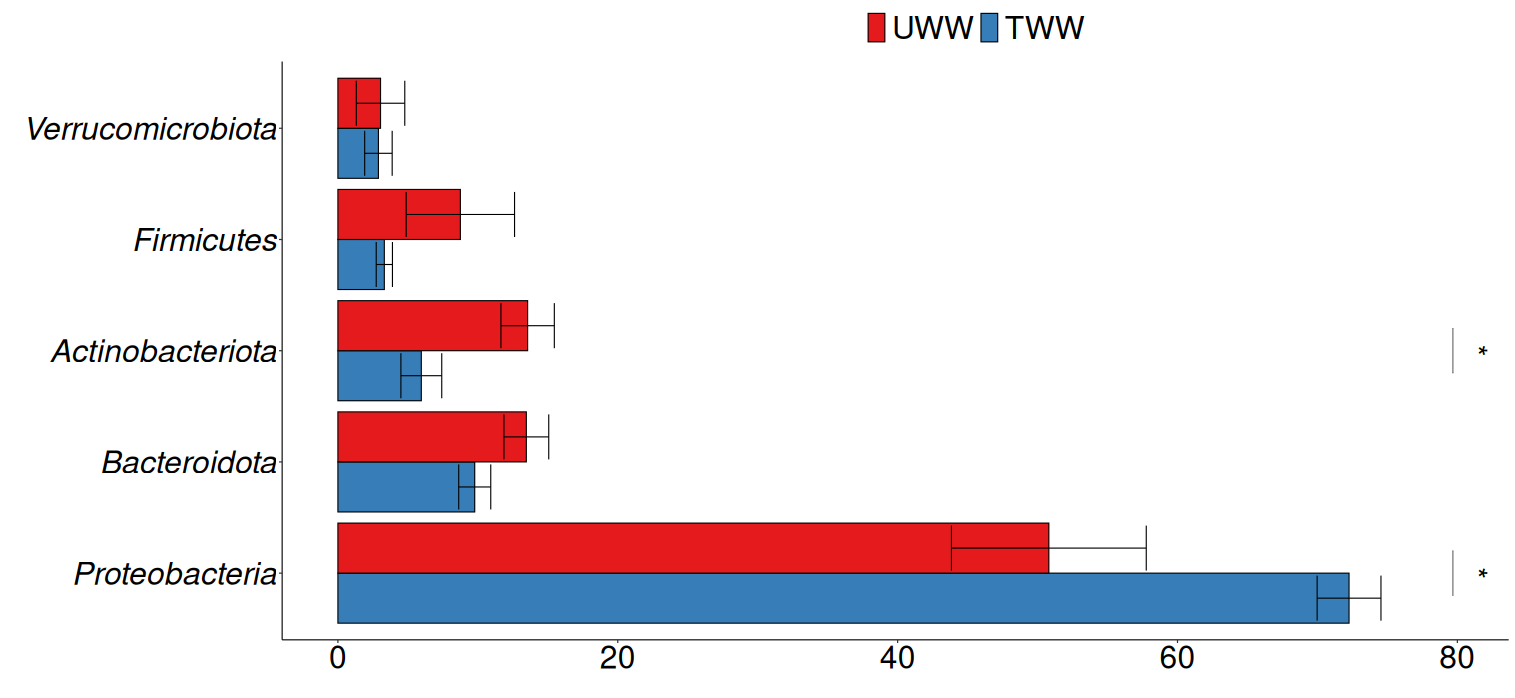 UWW TWW
Verrucomicrobiota
Firmicutes
Actinobacteriota
*
Bacteroidota
Proteobacteria
*
0 20 40 60 80